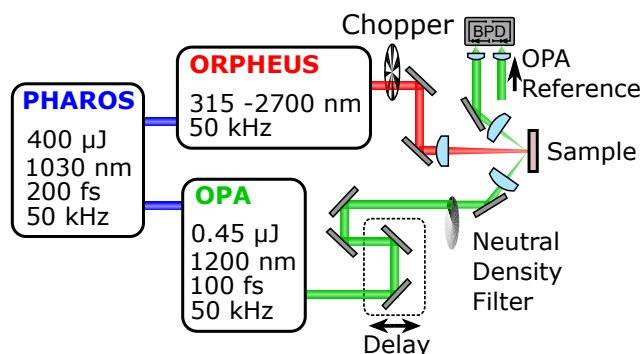 Chopper
BPD
OPA
Reference
ORPHEUS
315 -2700 nm
50 kHz
PHAROS
400 µJ
1030 nm
200 fs
50 kHz
Sample
OPA
0.45 µJ
1200 nm
100 fs
50 kHz
Neutral
Density
Filter
Delay